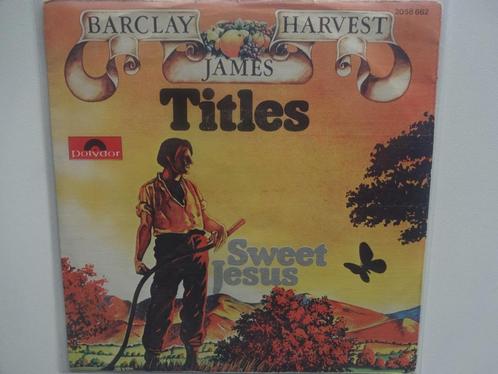 2058 662
BARCLAY HARVEST
JAMES
Titles
Polydor
Sweet
Jesus